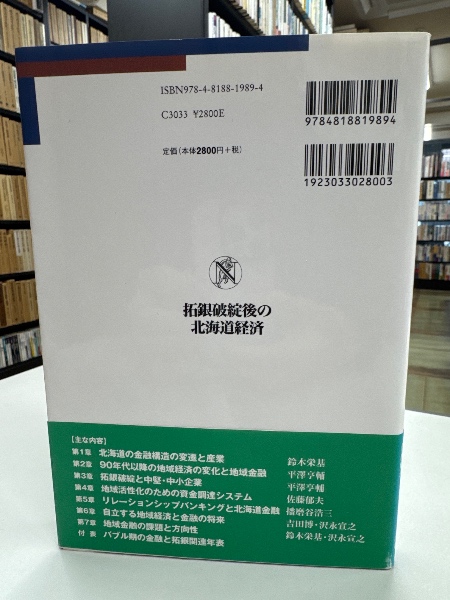 ISBN978-4-8188-1989-4
C3033 ¥2800E
定価(本体2800円+税)
9784818819894
1923033028003
N
拓銀破綻後の
北海道経済
【主な内容】
第1章 北海道の金融構造の変遷と産業 鈴木栄基
第2章 90年代以降の地域経済の変化と地域金融 平澤亨輔
第3章 拓銀破綻と中堅・中小企業 平澤亨輔
第4章 地域活性化のための資金調達システム 佐藤郁夫
第5章 リレーションシップバンキングと北海道金融 播磨谷浩三
第6章 自立する地域経済と金融の将来 吉田博・沢永宣之
第7章 地域金融の課題と方向性
付 表 バブル期の金融と拓銀関連年表 鈴木栄基・沢永宣之